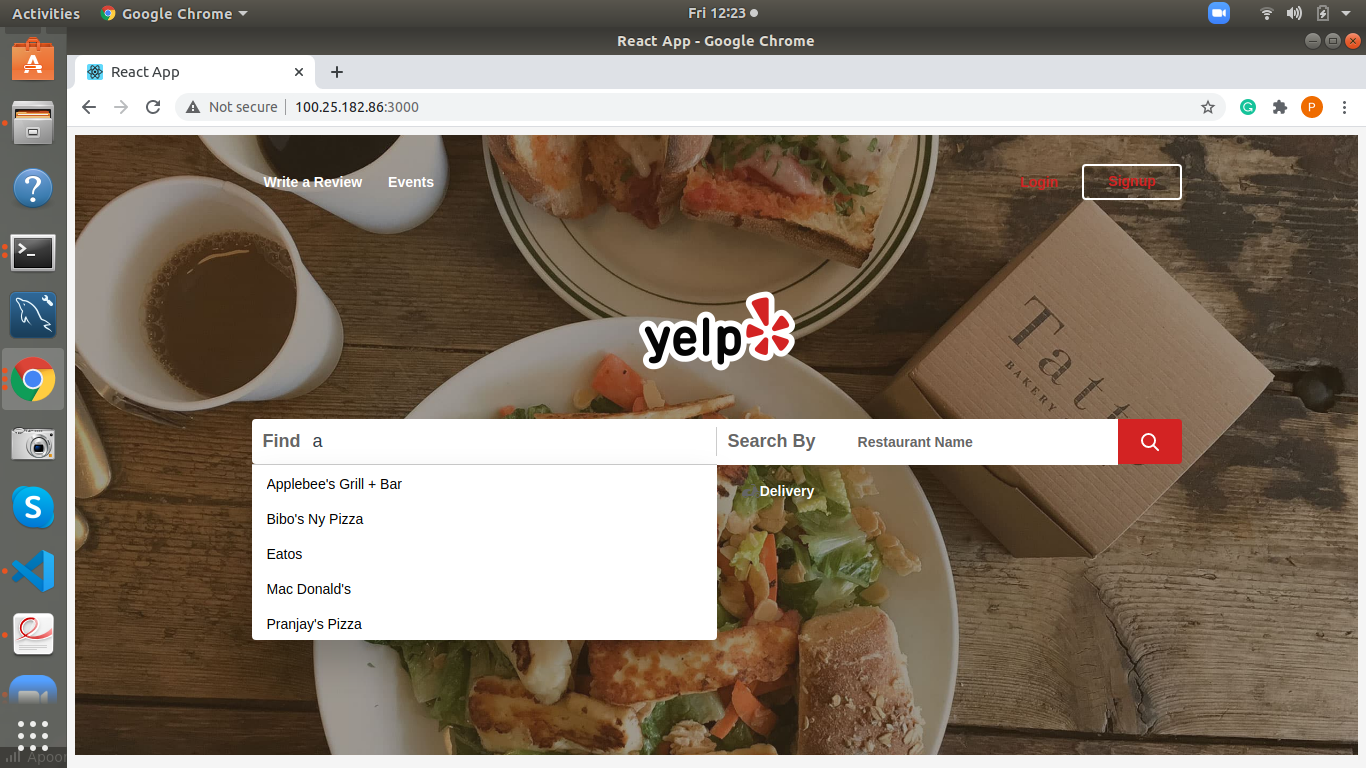 Activities Google Chrome Fri 12:23
React App - Google Chrome
React App
Not secure 100.25.182.86:3000 P
Write a Review Events Login Signup
Tatt
BAKERY
yelp
Find a Search By Restaurant Name
Applebee's Grill + Bar
Delivery
Bibo's Ny Pizza
Eatos
Mac Donald's
Pranjay's Pizza
Apoor